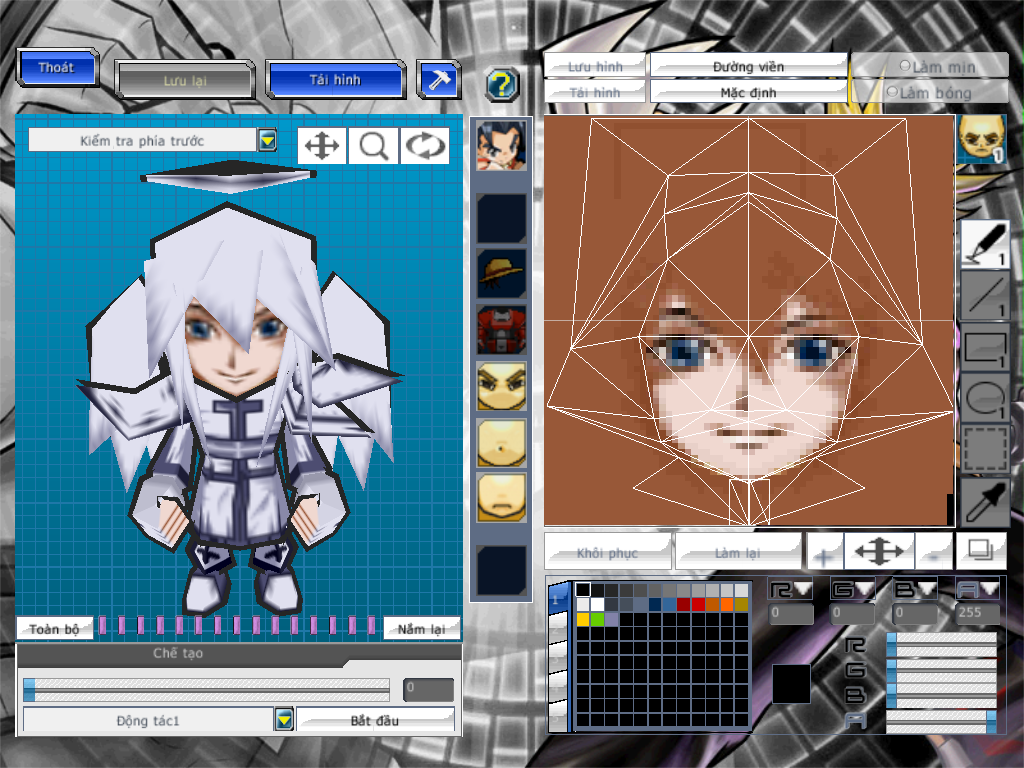 Thoát
Lưu lại
Tải hình
?
Lưu hình
Đường viền
Làm mịn
Tải hình
Mặc định
Làm bóng
Kiểm tra phía trước
1
1
1
1
1
Khôi phục
Làm lại
Toàn bộ
Nắm lại
Chế tạo
0
Động tác1
Bắt đầu
1
R
G
B
A
0
0
0
255
R
G
B
A